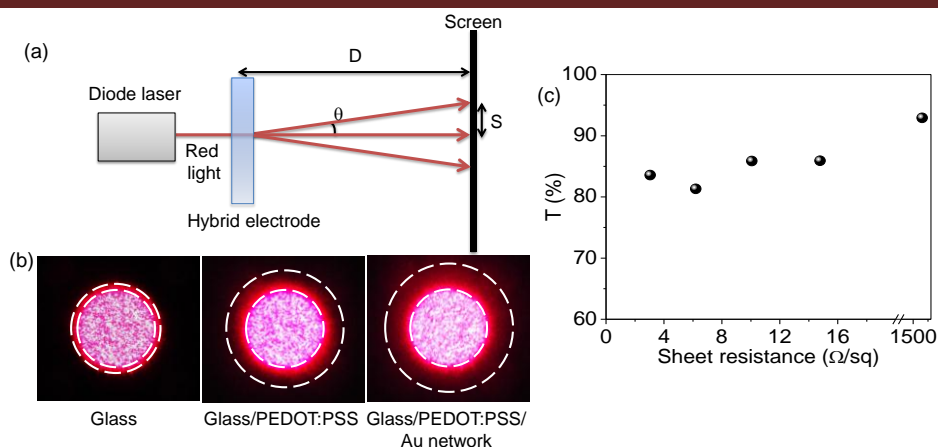 (a)
Screen
D
Diode laser
θ
S
Red
light
Hybrid electrode
(b)
Glass
Glass/PEDOT:PSS
Glass/PEDOT:PSS/
Au network
(c)
100
90
80
70
60
T (%)
0 4 8 12 16 1500
Sheet resistance (Ω/sq)